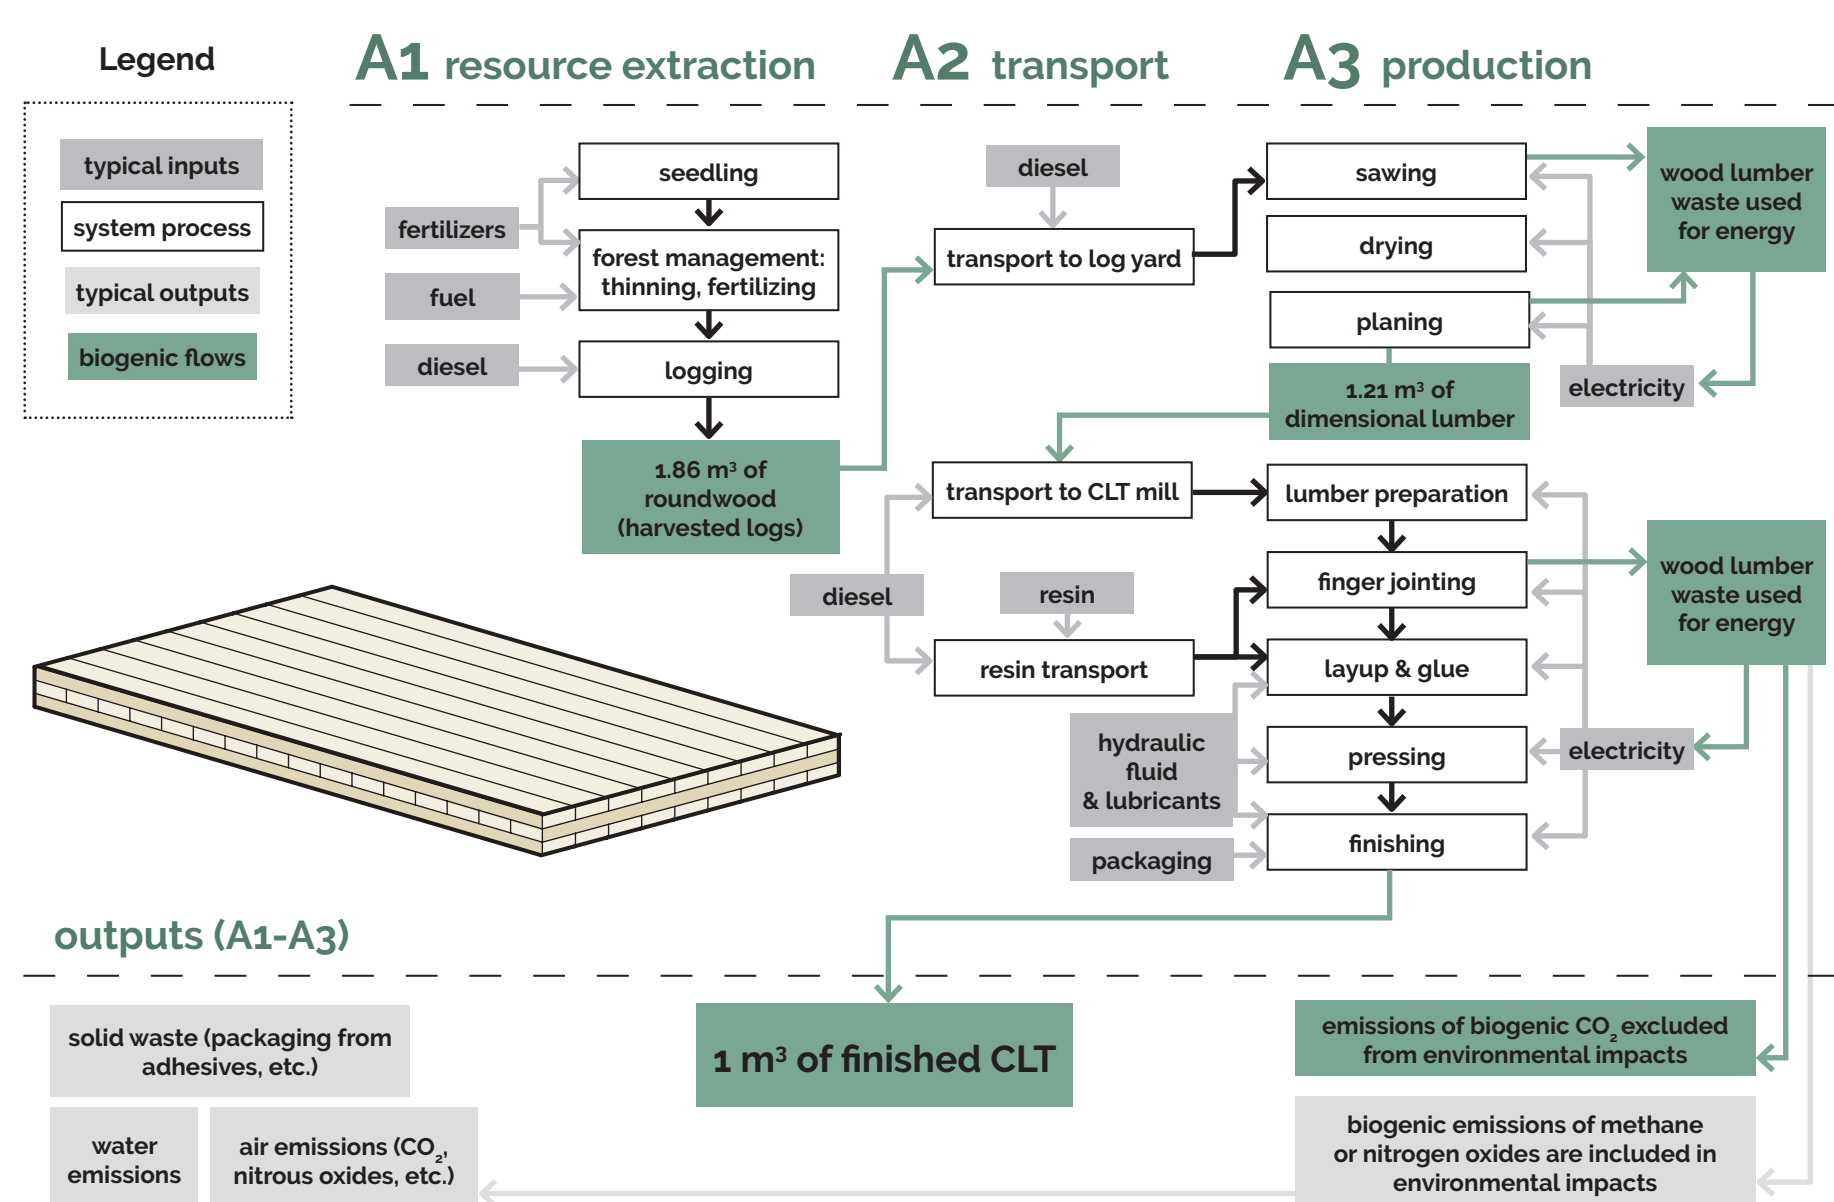 Legend
typical inputs
system process
typical outputs
biogenic flows
A1 resource extraction
A2 transport
A3 production
seedling
fertilizers
forest management:
thinning, fertilizing
fuel
diesel
logging
1.86 m³ of
roundwood
(harvested logs)
diesel
transport to log yard
transport to CLT mill
diesel
resin
resin transport
hydraulic
fluid
& lubricants
packaging
sawing
drying
planing
1.21 m³ of
dimensional lumber
wood lumber
waste used
for energy
electricity
lumber preparation
finger jointing
layup & glue
pressing
finishing
wood lumber
waste used
for energy
electricity
outputs (A1-A3)
solid waste (packaging from
adhesives, etc.)
water
emissions
air emissions (CO₂,
nitrous oxides, etc.)
1 m³ of finished CLT
emissions of biogenic CO₂ excluded
from environmental impacts
biogenic emissions of methane
or nitrogen oxides are included in
environmental impacts